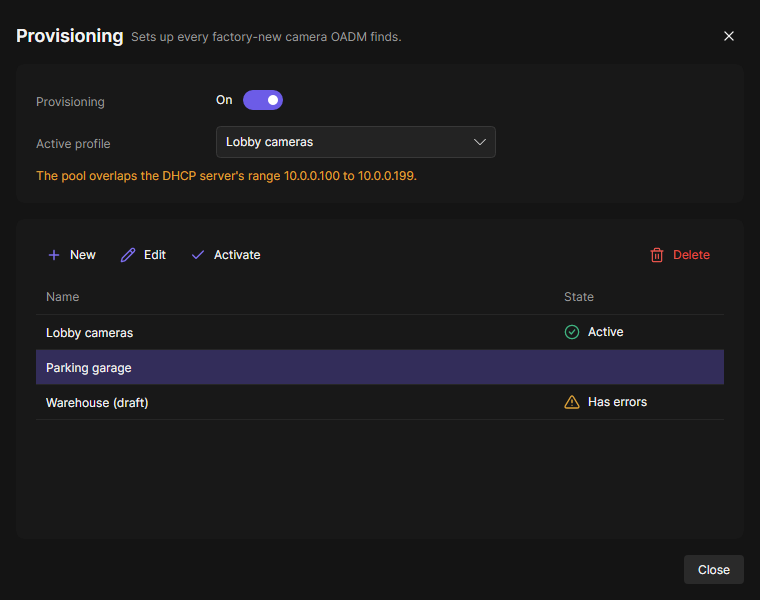 Provisioning Sets up every factory-new camera OADM finds.
Provisioning On
Active profile Lobby cameras
The pool overlaps the DHCP server's range 10.0.0.100 to 10.0.0.199.
New Edit Activate Delete
Name State
Lobby cameras Active
Parking garage
Warehouse (draft) Has errors
Close